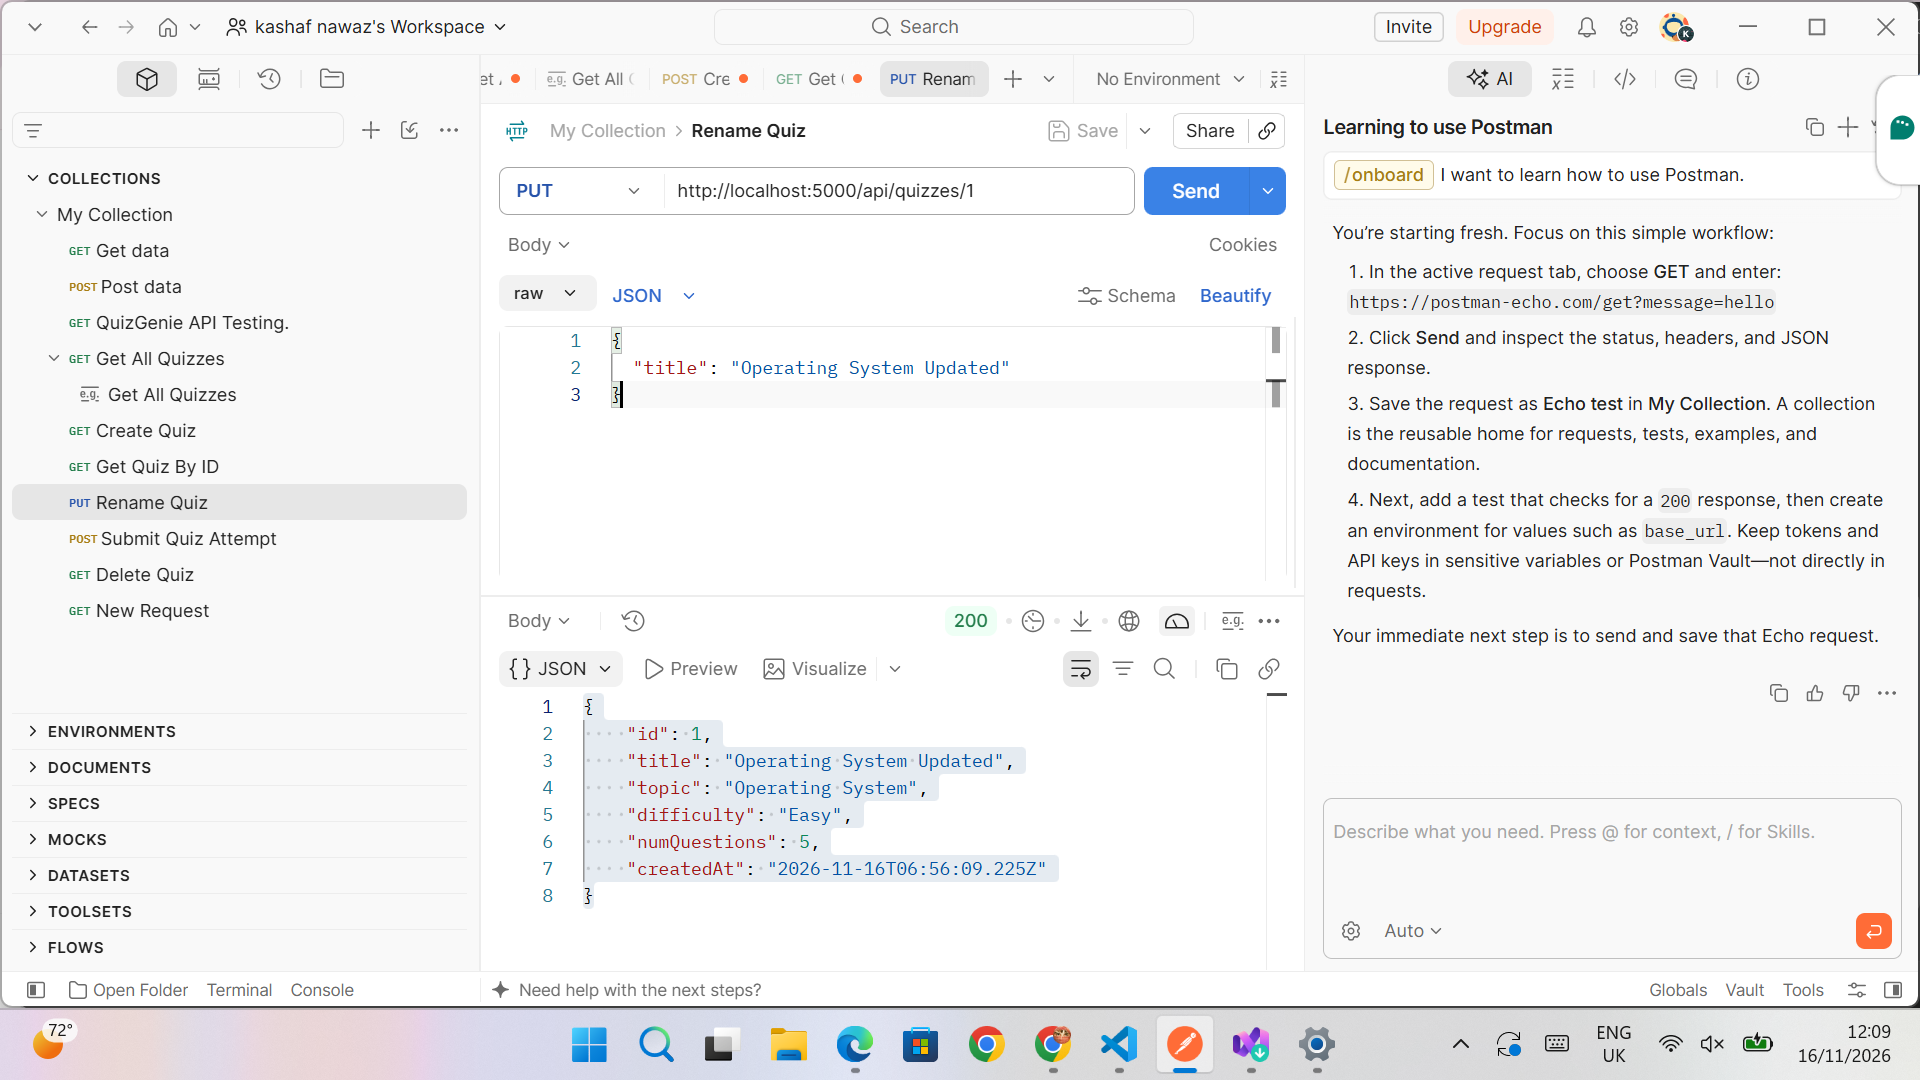 kashaf nawaz's Workspace
Search
Invite
Upgrade
K
Get All
POST Cre
GET Get
PUT Renam
No Environment
AI
My Collection > Rename Quiz
Save
Share
Learning to use Postman
COLLECTIONS
My Collection
GET Get data
POST Post data
GET QuizGenie API Testing.
GET Get All Quizzes
e.g. Get All Quizzes
GET Create Quiz
GET Get Quiz By ID
PUT Rename Quiz
POST Submit Quiz Attempt
GET Delete Quiz
GET New Request
ENVIRONMENTS
DOCUMENTS
SPECS
MOCKS
DATASETS
TOOLSETS
FLOWS
HTTP
PUT
http://localhost:5000/api/quizzes/1
Send
Body
Cookies
raw
JSON
Schema
Beautify
1 {
2 "title": "Operating System Updated"
3 }
Body
200
e.g.
{} JSON
Preview
Visualize
1 {
2 "id": 1,
3 "title": "Operating System Updated",
4 "topic": "Operating System",
5 "difficulty": "Easy",
6 "numQuestions": 5,
7 "createdAt": "2026-11-16T06:56:09.225Z"
8 }
/onboard I want to learn how to use Postman.
You’re starting fresh. Focus on this simple workflow:
1. In the active request tab, choose GET and enter:
https://postman-echo.com/get?message=hello
2. Click Send and inspect the status, headers, and JSON
response.
3. Save the request as Echo test in My Collection. A collection
is the reusable home for requests, tests, examples, and
documentation.
4. Next, add a test that checks for a 200 response, then create
an environment for values such as base_url. Keep tokens and
API keys in sensitive variables or Postman Vault—not directly in
requests.
Your immediate next step is to send and save that Echo request.
Describe what you need. Press @ for context, / for Skills.
Auto
Open Folder
Terminal
Console
Need help with the next steps?
Globals
Vault
Tools
72°
ENG
UK
12:09
16/11/2026